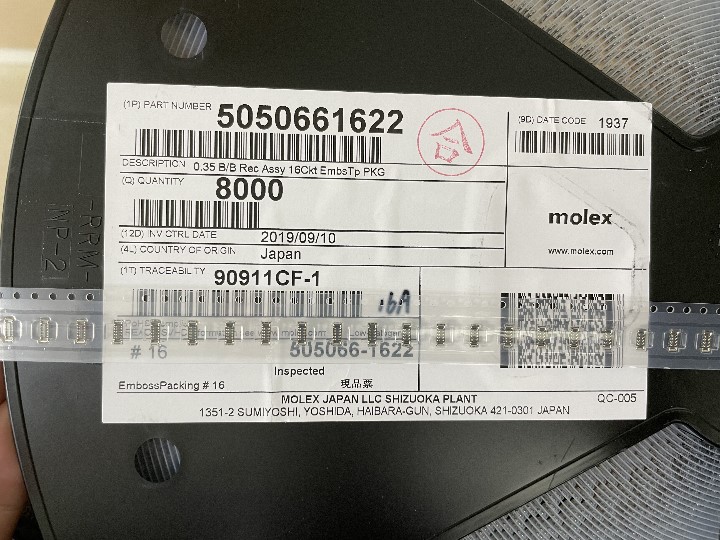 (1P) PART NUMBER 5050661622
(9D) DATE CODE 1937
合
DESCRIPTION 0.35 B/B Rec Assy 16Ckt EmbsTp PKG
(Q) QUANTITY 8000
molex
www.molex.com
(12D) INV CTRL DATE 2019/09/10
(4L) COUNTRY OF ORIGIN Japan
(1T) TRACEABILITY 90911CF-1
16A
# 16 505066-1622
Inspected
EmbossPacking # 16 現品票
MOLEX JAPAN LLC SHIZUOKA PLANT QC-005
1351-2 SUMIYOSHI, YOSHIDA, HAIBARA-GUN, SHIZUOKA 421-0301 JAPAN